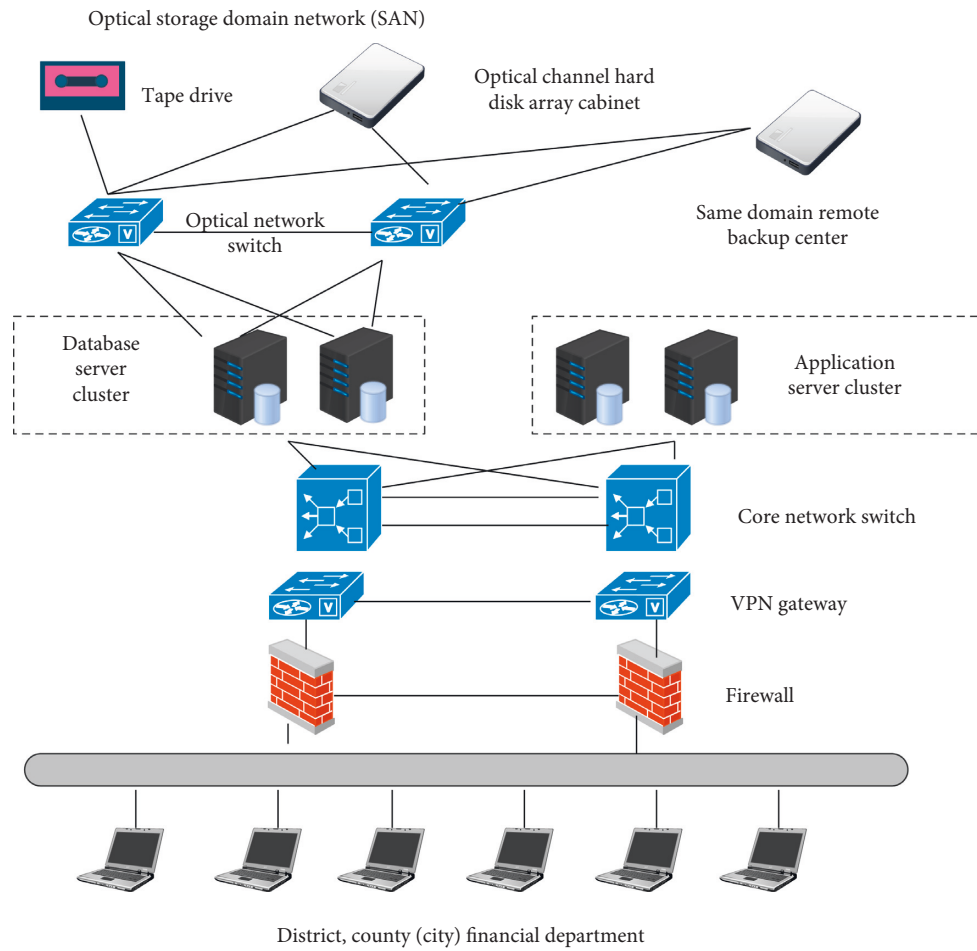 Optical storage domain network (SAN)
Tape drive
Optical channel hard
disk array cabinet
Same domain remote
backup center
Optical network
switch
V
V
Database
server
cluster
Application
server cluster
Core network switch
V
V
VPN gateway
Firewall
District, county (city) financial department